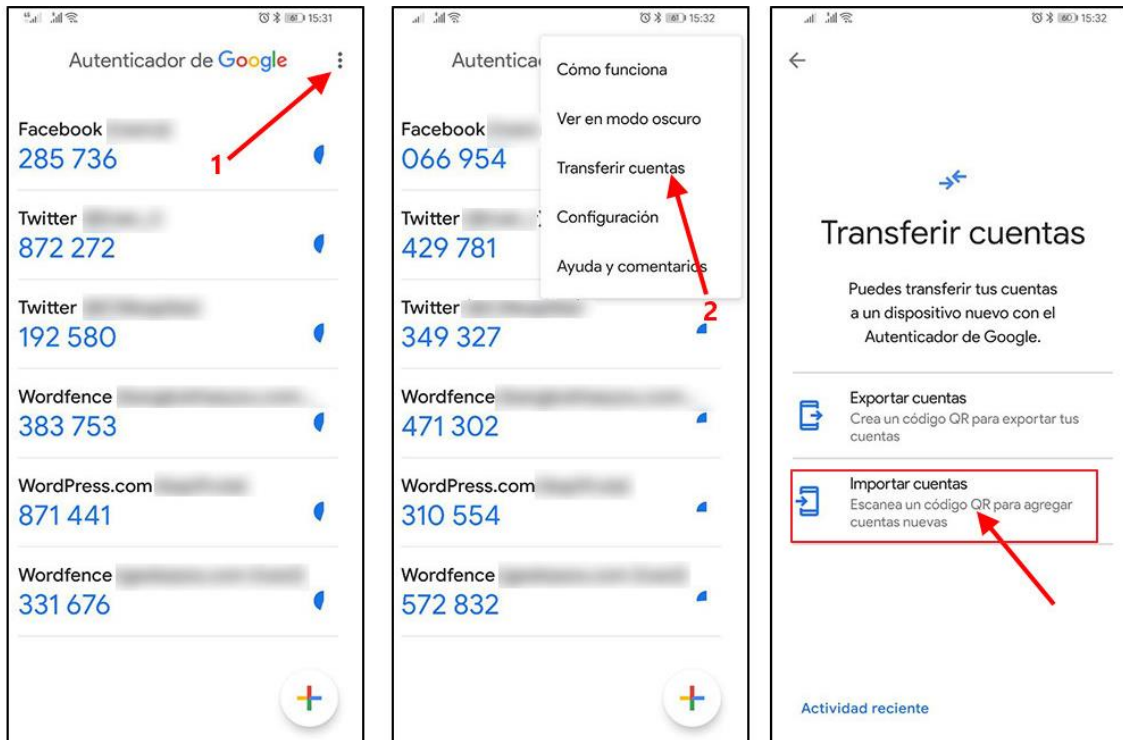 15:31
Autenticador de Google
Facebook
285 736
1
Twitter
872 272
Twitter
192 580
Wordfence
383 753
WordPress.com
871 441
Wordfence
331 676
15:32
Cómo funciona
Ver en modo oscuro
Transferir cuentas
Configuración
Ayuda y comentarios
2
Autentica
Facebook
066 954
Twitter
429 781
Twitter
349 327
Wordfence
471 302
WordPress.com
310 554
Wordfence
572 832
15:32
Transferir cuentas
Puedes transferir tus cuentas
a un dispositivo nuevo con el
Autenticador de Google.
Exportar cuentas
Crea un código QR para exportar tus
cuentas
Importar cuentas
Escanea un código QR para agregar
cuentas nuevas
Actividad reciente